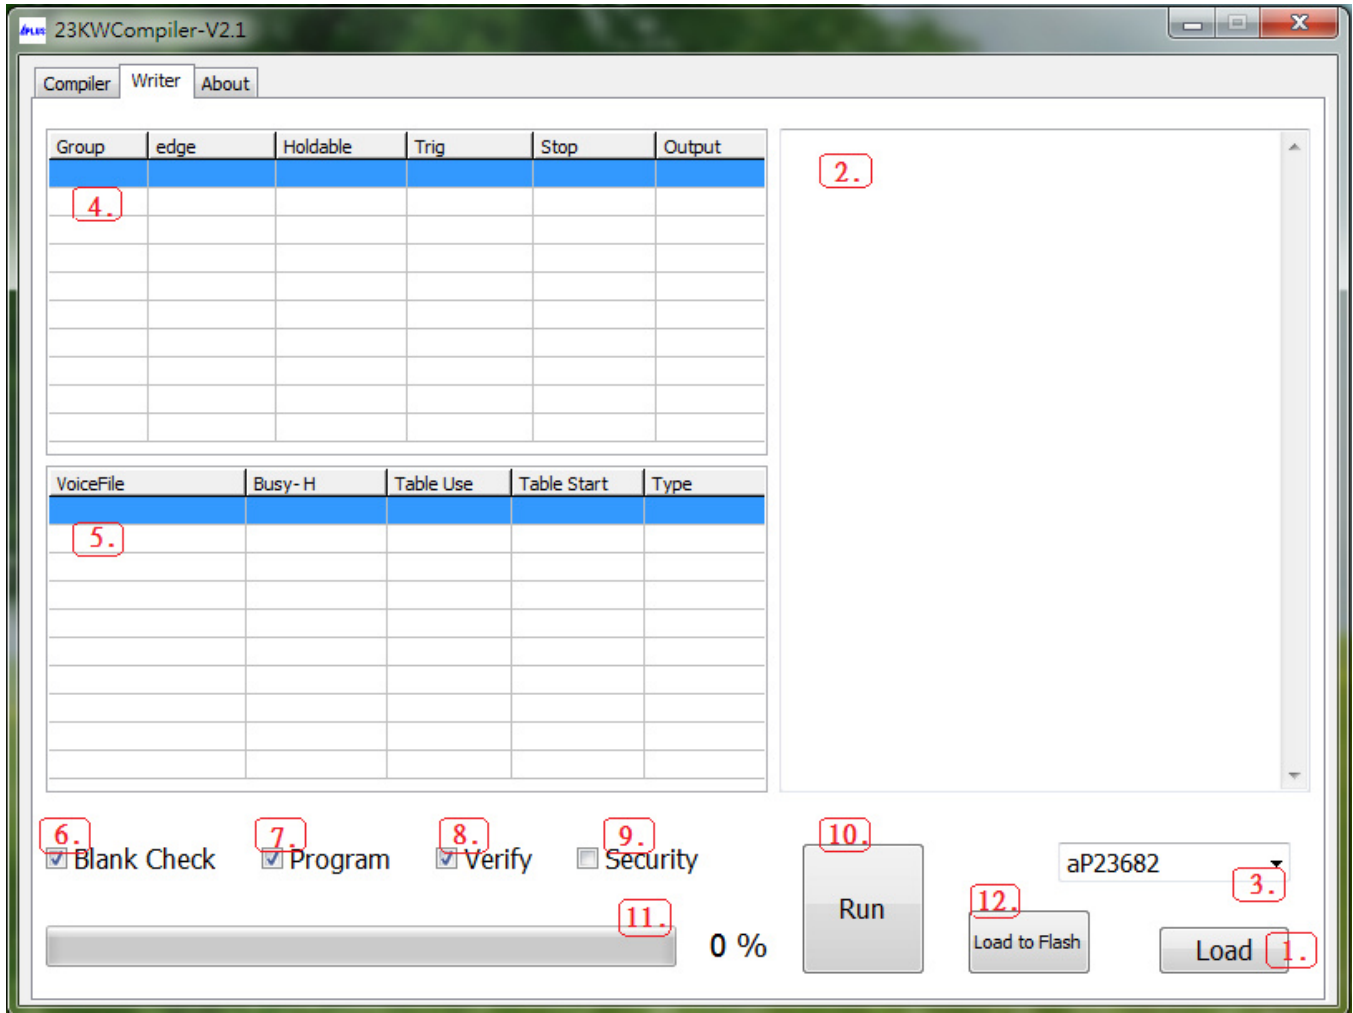 APLUS 23KWCompiler-V2.1
Compiler Writer About
Group edge Holdable Trig Stop Output
4.
2.
VoiceFile Busy-H Table Use Table Start Type
5.
6. 7. 8. 9. 10.
Blank Check Program Verify Security
aP23682
3.
Run
12.
11.
Load to Flash
0 %
Load 1.